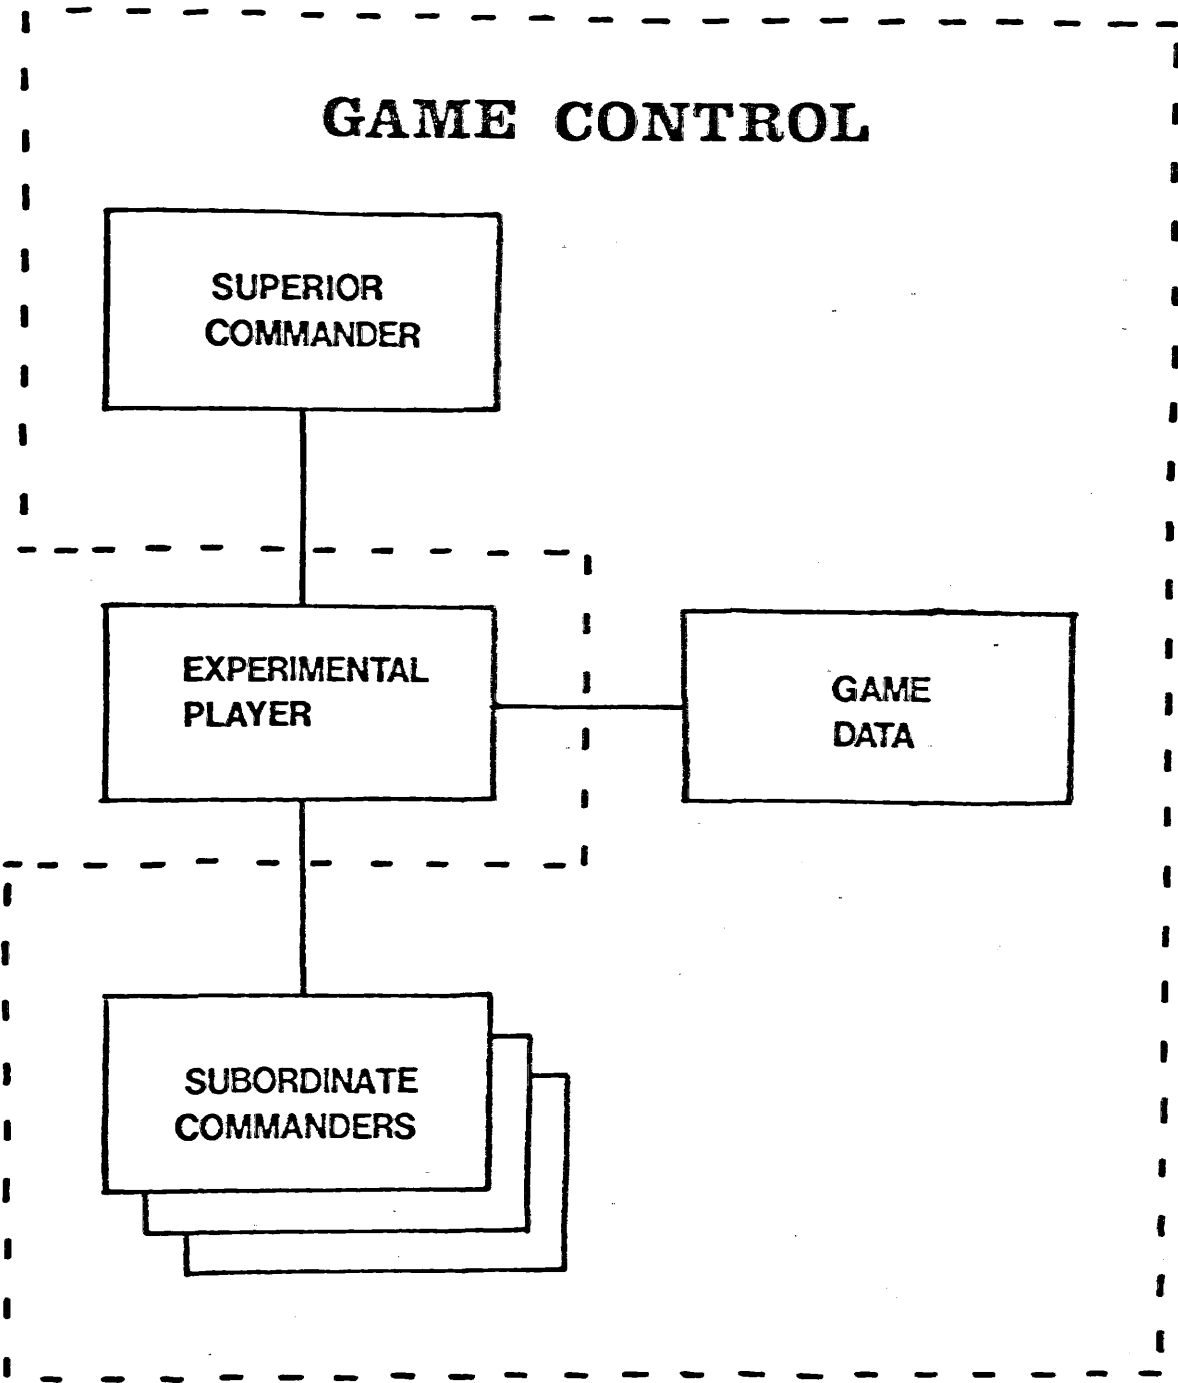 GAME CONTROL
SUPERIOR
COMMANDER
EXPERIMENTAL
PLAYER
GAME
DATA
SUBORDINATE
COMMANDERS